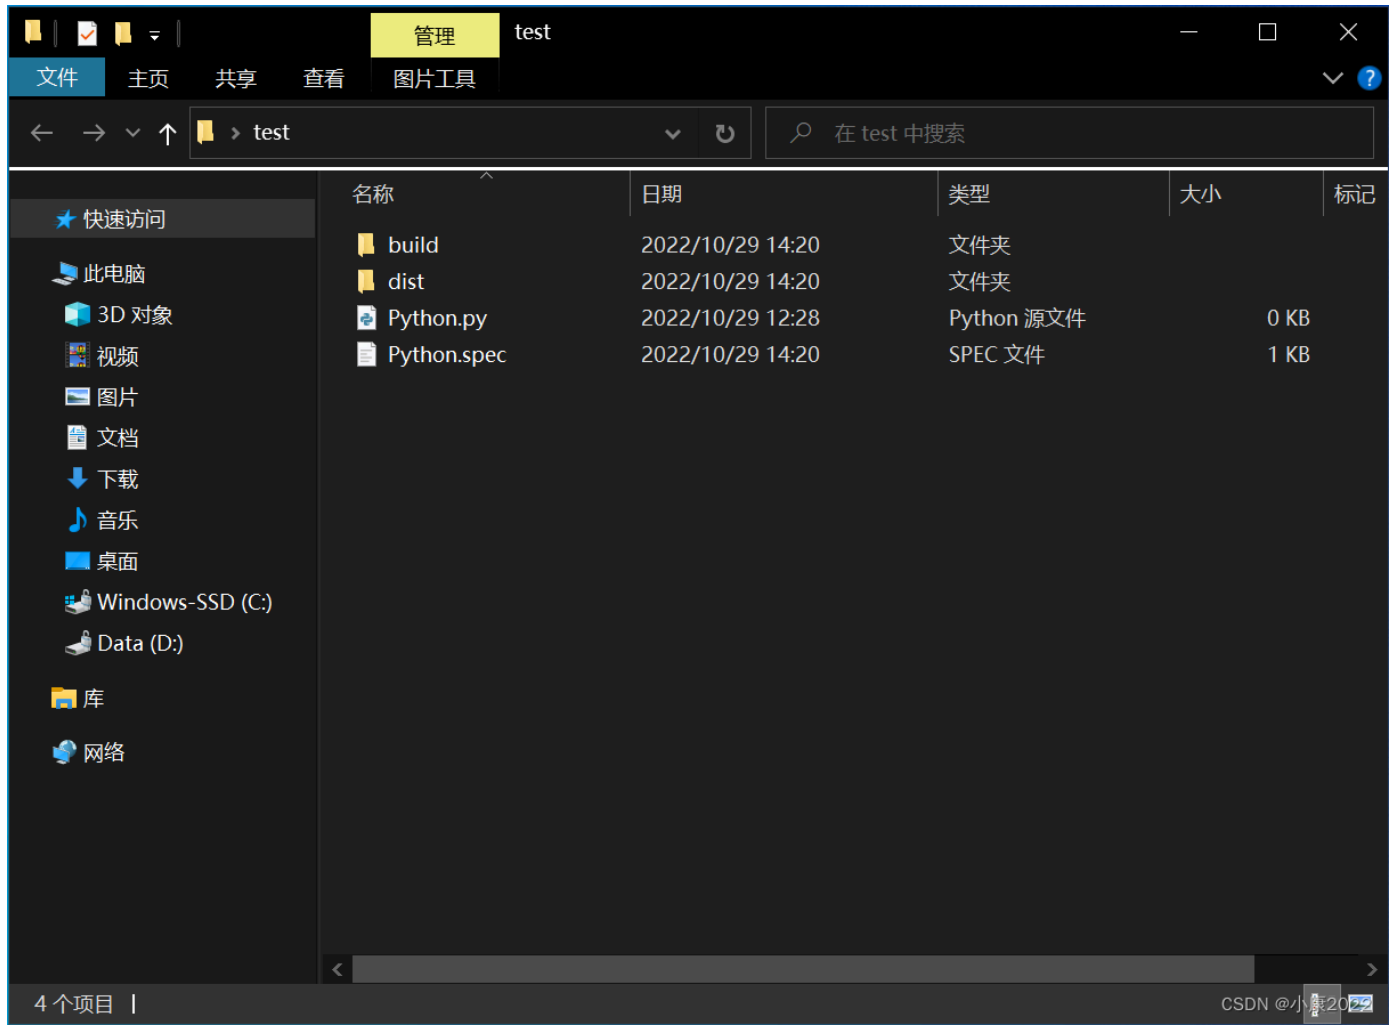 管理 test
文件 主页 共享 查看 图片工具
test 在 test 中搜索
名称 日期 类型 大小 标记
快速访问
此电脑
3D 对象
视频
图片
文档
下载
音乐
桌面
Windows-SSD (C:)
Data (D:)
库
网络
build 2022/10/29 14:20 文件夹
dist 2022/10/29 14:20 文件夹
Python.py 2022/10/29 12:28 Python 源文件 0 KB
Python.spec 2022/10/29 14:20 SPEC 文件 1 KB
4 个项目
CSDN @小康2022